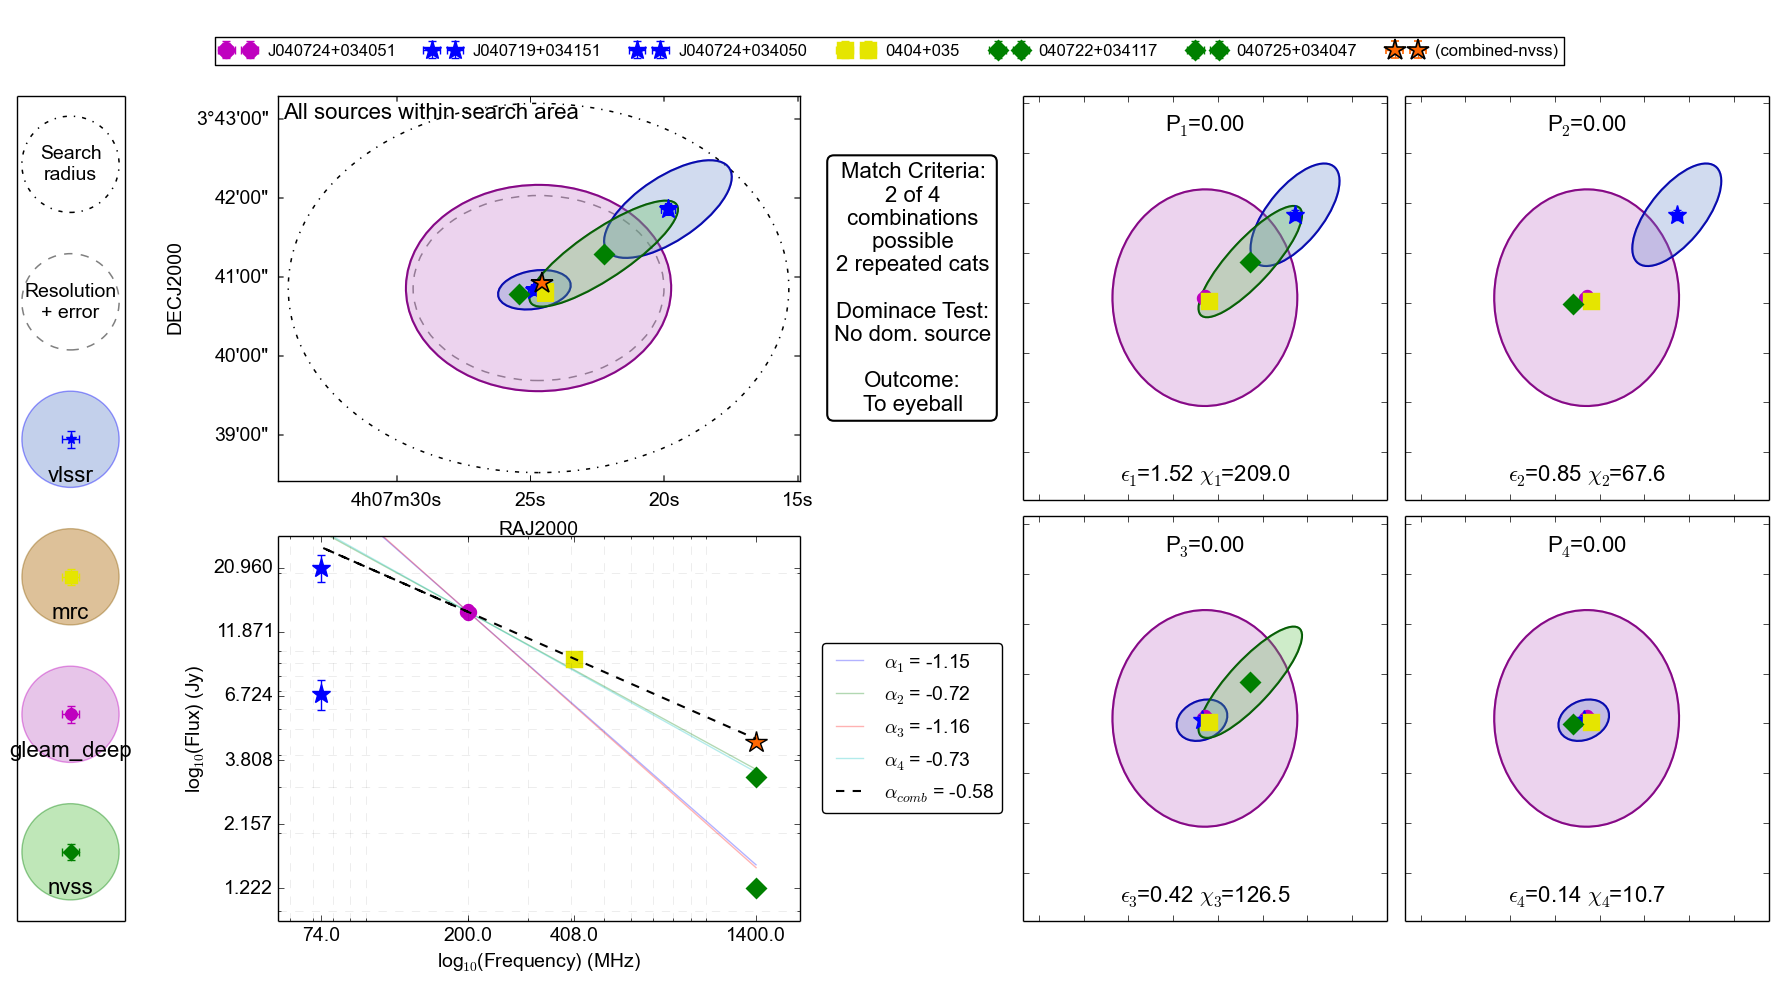 J040724+034051 J040719+034151 J040724+034050 0404+035 040722+034117 040725+034047 (combined-nvss)
Search
radius
Resolution
+ error
vlssr
mrc
gleam_deep
nvss
All sources within search area
3°43'00"
42'00"
41'00"
40'00"
39'00"
DECJ2000
4h07m30s 25s 20s 15s
RAJ2000
Match Criteria:
2 of 4
combinations
possible
2 repeated cats
Dominace Test:
No dom. source
Outcome:
To eyeball
P₁=0.00
ϵ₁=1.52 χ₁=209.0
P₂=0.00
ϵ₂=0.85 χ₂=67.6
20.960
11.871
6.724
3.808
2.157
1.222
log₁₀(Flux) (Jy)
74.0 200.0 408.0 1400.0
log₁₀(Frequency) (MHz)
α₁ = -1.15
α₂ = -0.72
α₃ = -1.16
α₄ = -0.73
α_comb = -0.58
P₃=0.00
ϵ₃=0.42 χ₃=126.5
P₄=0.00
ϵ₄=0.14 χ₄=10.7